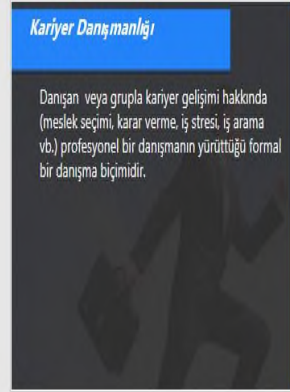 Kariyer Danışmanlığı
Danışan veya grupla kariyer gelişimi hakkında
(meslek seçimi, karar verme, iş stresi, iş arama
vb.) profesyonel bir danışmanın yürüttüğü formal
bir danışma biçimidir.